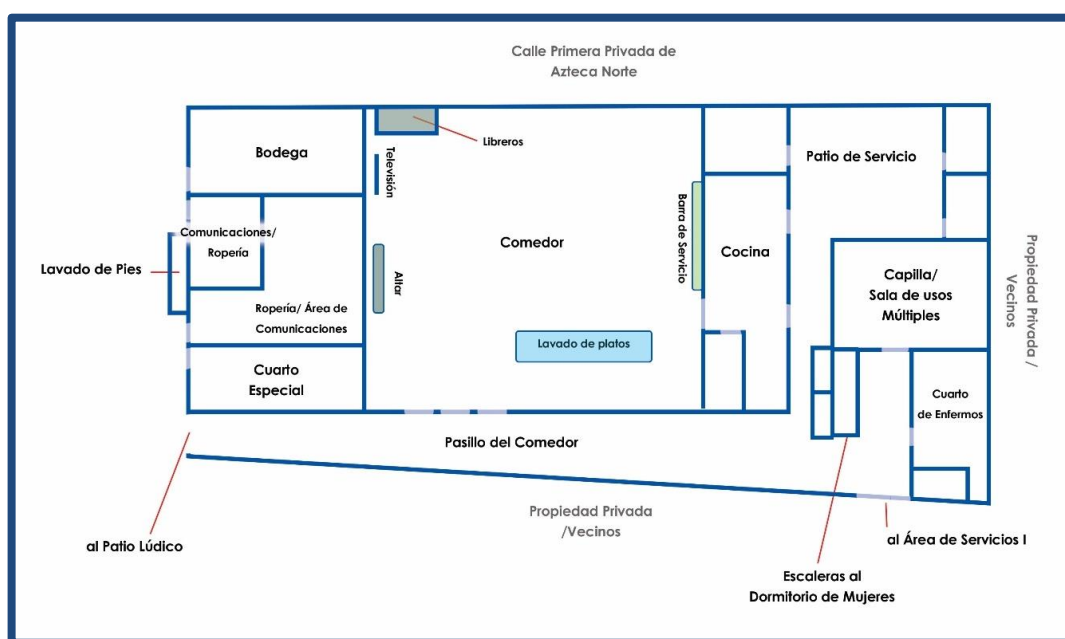 Calle Primera Privada de
Azteca Norte
Libreros
Bodega
Televisión
Patio de Servicio
Comunicaciones/
Ropería
Comedor
Barra de Servicio
Cocina
Lavado de Pies
Altar
Capilla/
Sala de usos
Múltiples
Propiedad Privada /
Vecinos
Ropería/ Área de
Comunicaciones
Lavado de platos
Cuarto
Especial
Cuarto
de Enfermos
Pasillo del Comedor
Propiedad Privada
/Vecinos
al Patio Lúdico
al Área de Servicios I
Escaleras al
Dormitorio de Mujeres